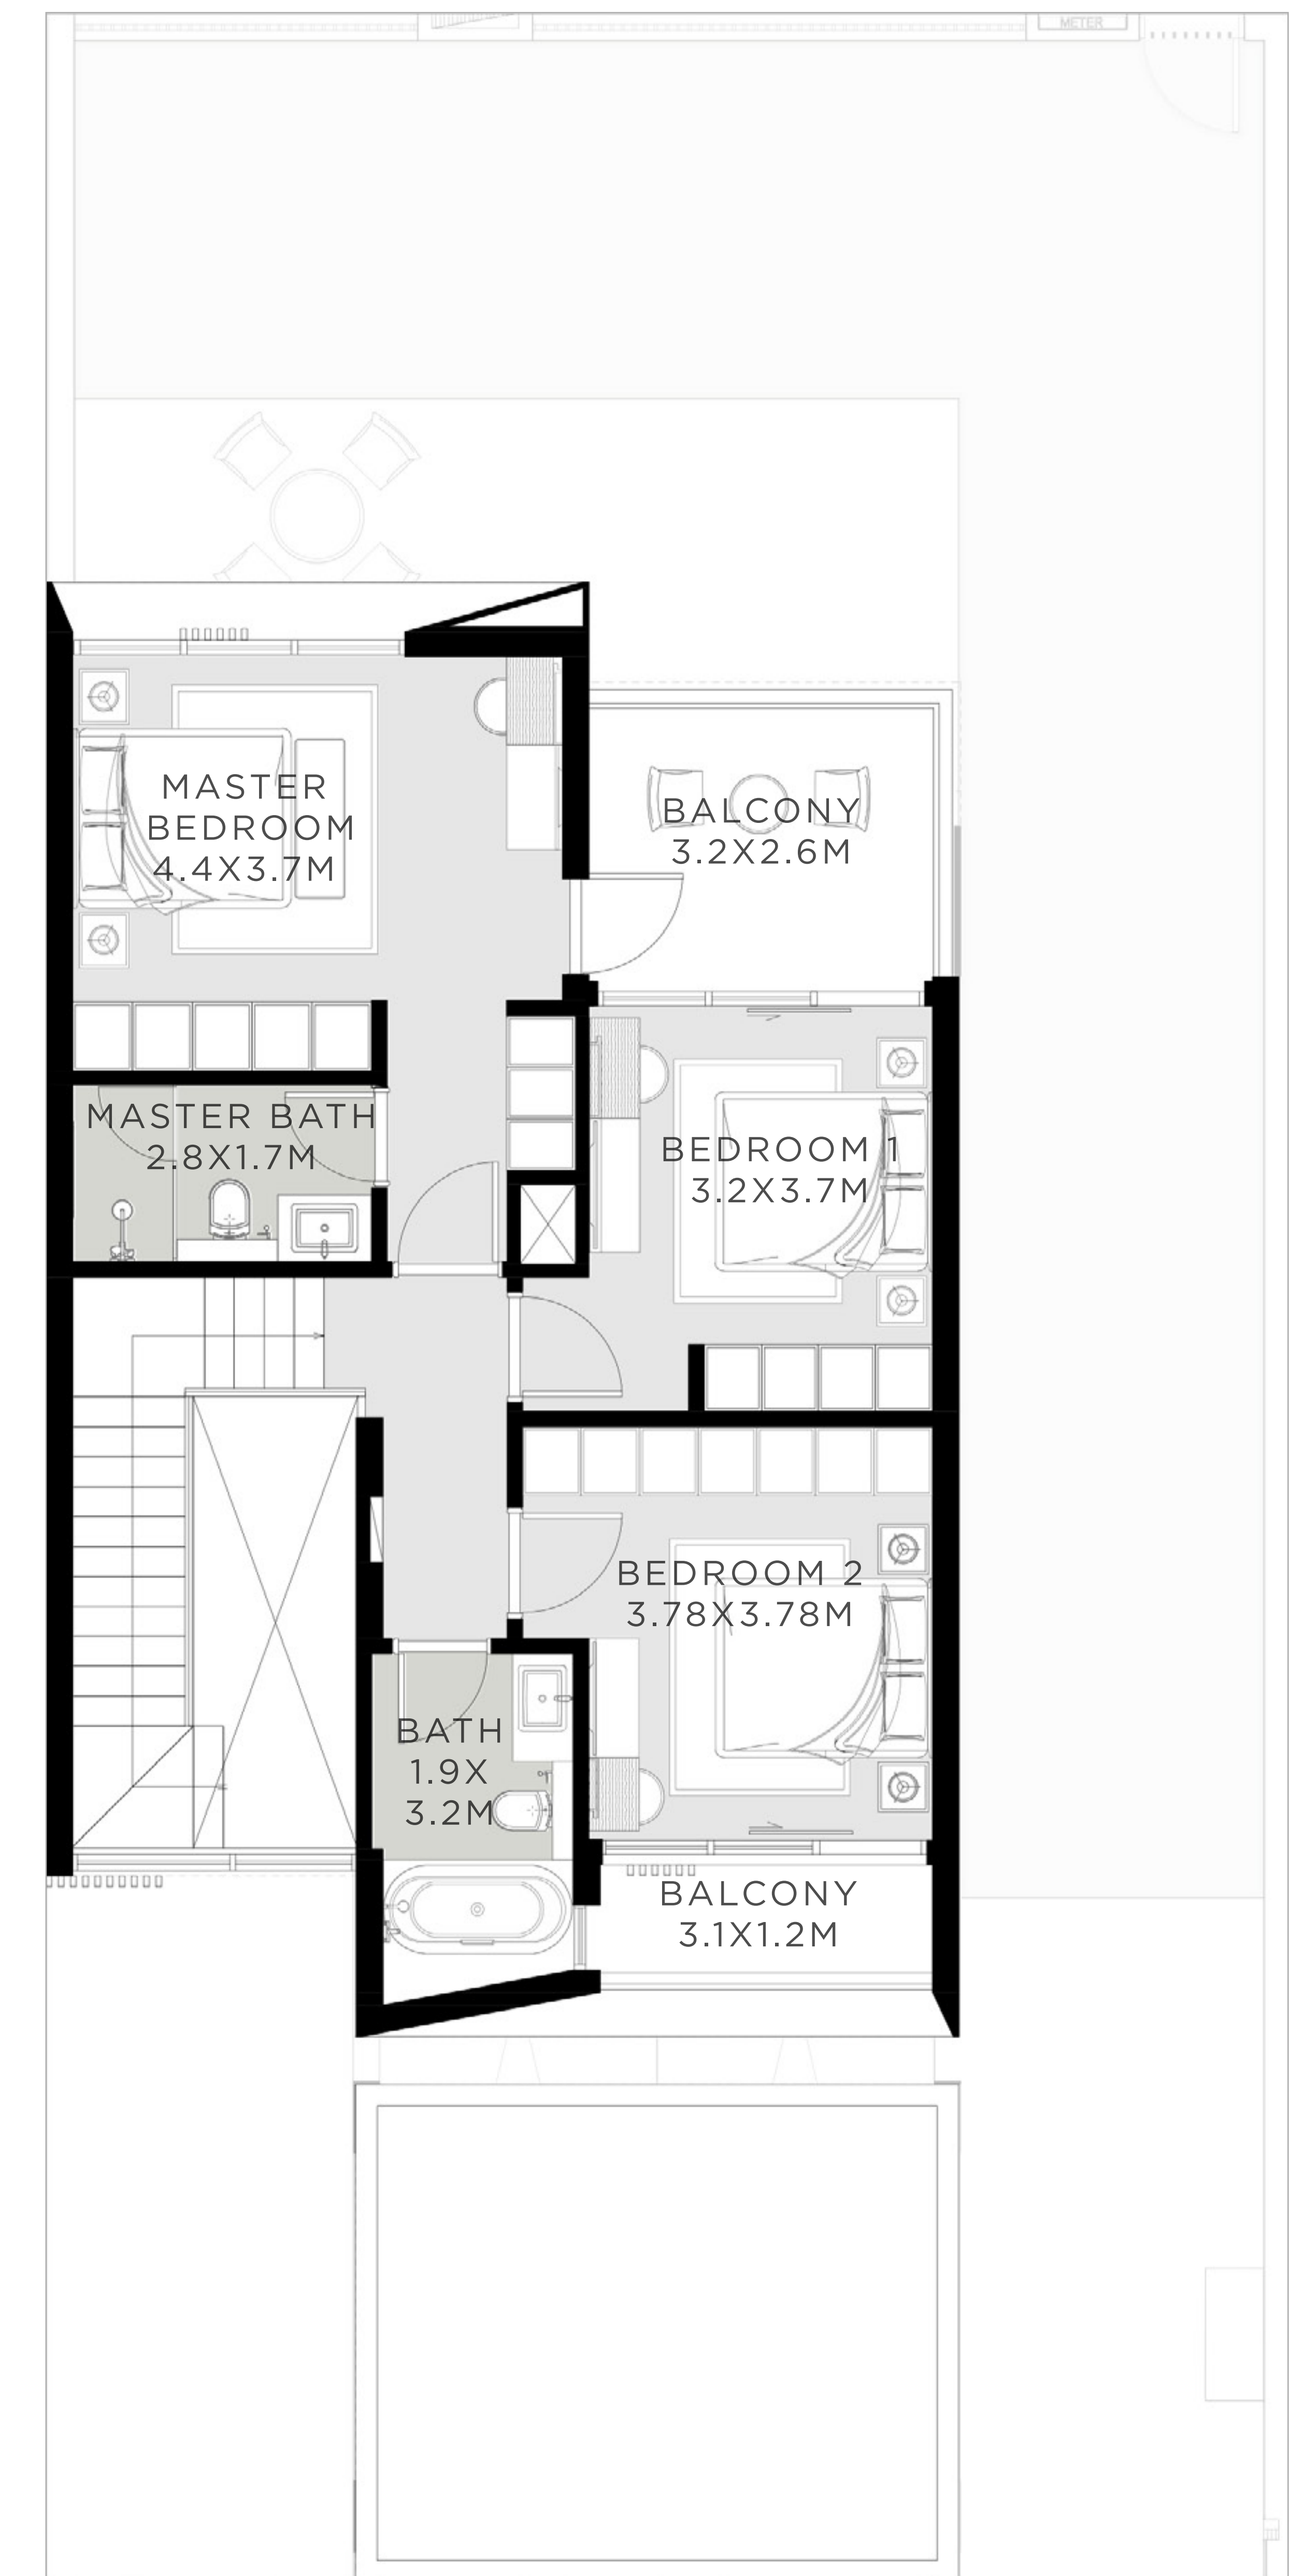 METER
MASTER
BEDROOM
4.4X3.7M
BALCONY
3.2X2.6M
MASTER BATH
2.8X1.7M
BEDROOM 1
3.2X3.7M
BEDROOM 2
3.78X3.78M
BATH
1.9X
3.2M
BALCONY
3.1X1.2M